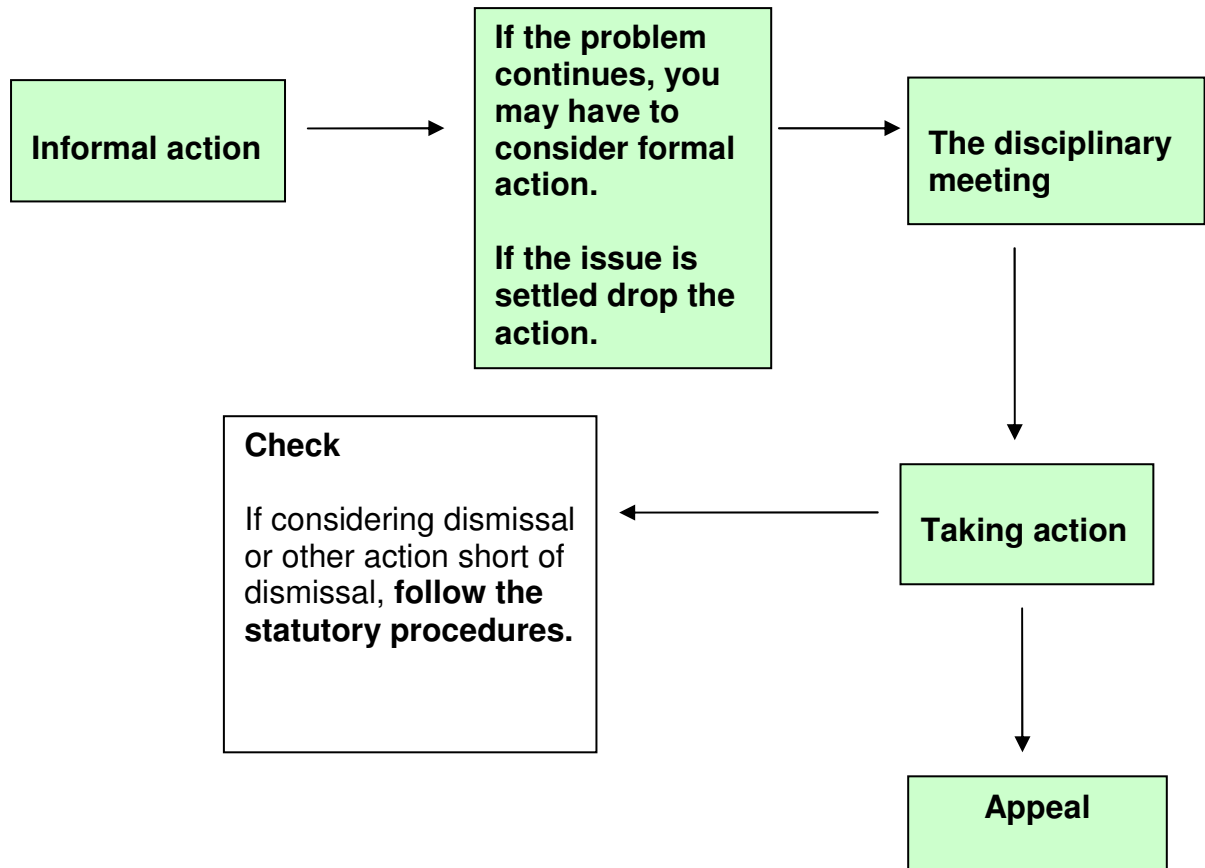 Informal action
If the problem
continues, you
may have to
consider formal
action.
If the issue is
settled drop the
action.
The disciplinary
meeting
Taking action
Check
If considering dismissal
or other action short of
dismissal, follow the
statutory procedures.
Appeal